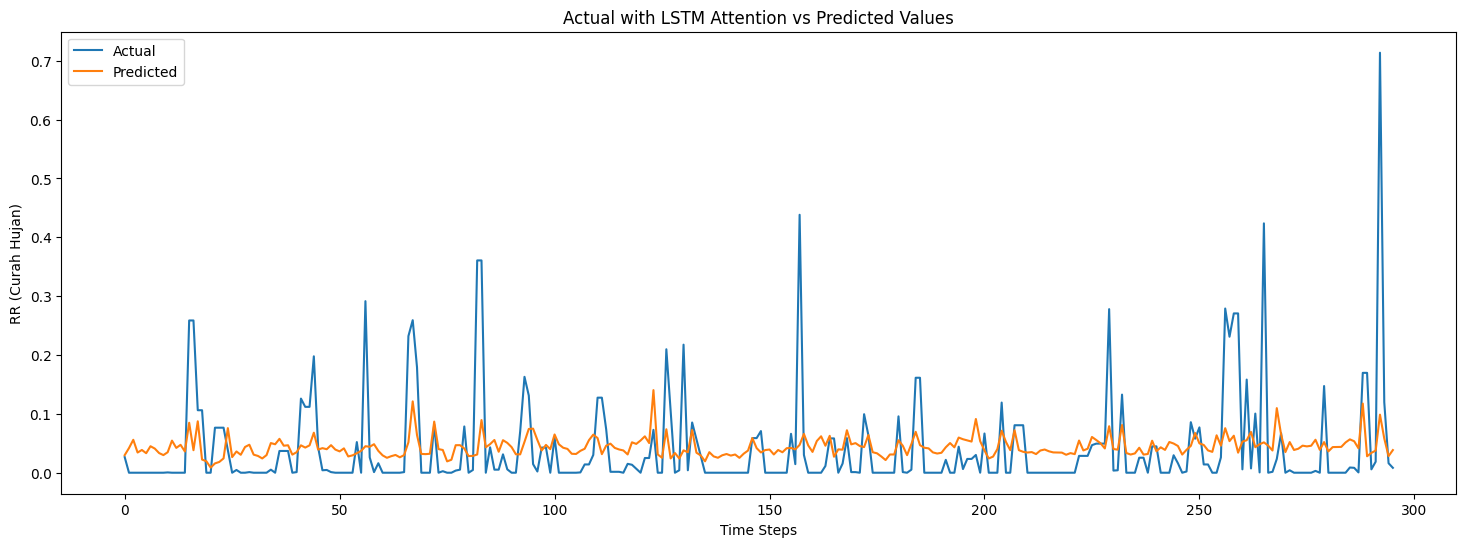 Actual with LSTM Attention vs Predicted Values
Actual
Predicted
RR (Curah Hujan)
0.7
0.6
0.5
0.4
0.3
0.2
0.1
0.0
0 50 100 150 200 250 300
Time Steps